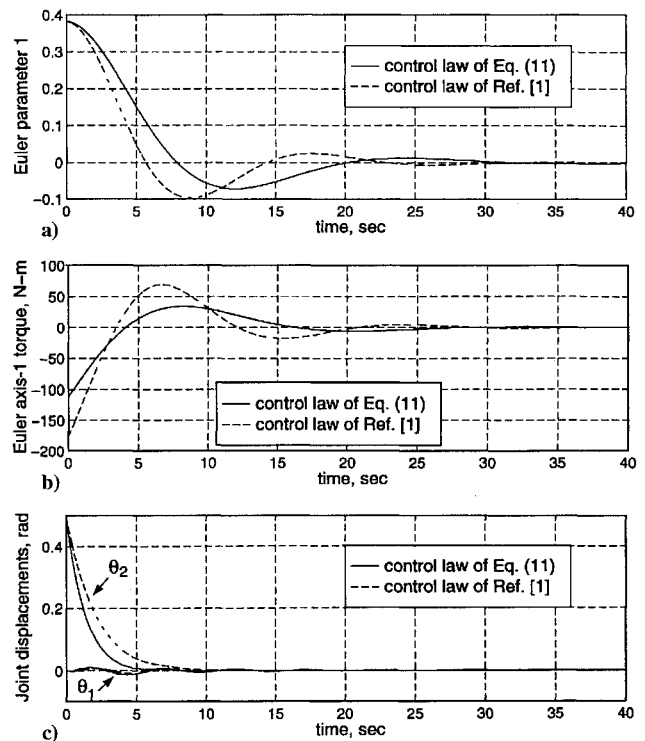 0.4
0.3
0.2
0.1
0
−0.1
Euler parameter 1
control law of Eq. (11)
control law of Ref. [1]
0 5 10 15 20 25 30 35 40
time, sec
a)
100
50
0
−50
−100
−150
−200
Euler axis-1 torque, N−m
control law of Eq. (11)
control law of Ref. [1]
0 5 10 15 20 25 30 35 40
time, sec
b)
0.4
0.2
0
Joint displacements, rad
θ2
θ1
control law of Eq. (11)
control law of Ref. [1]
0 5 10 15 20 25 30 35 40
time, sec
c)